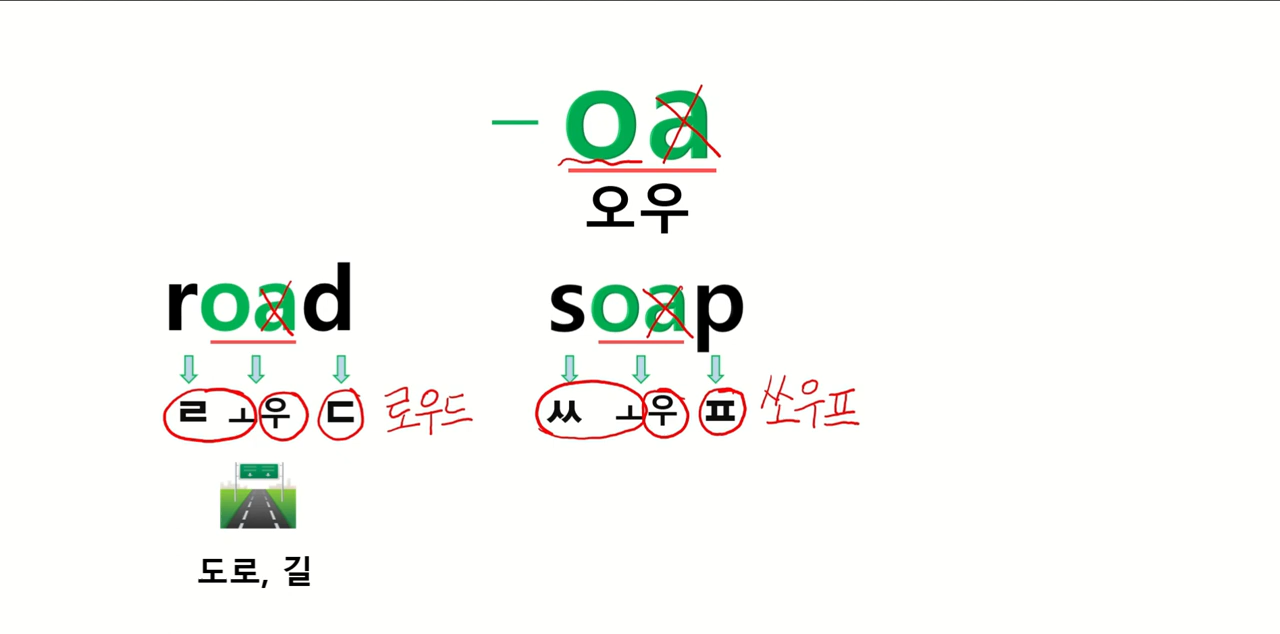 - oa
오우
road soap
ㄹ ㅗ우 ㄷ 로우드 ㅆ ㅗ우 ㅍ 쏘우프
도로, 길